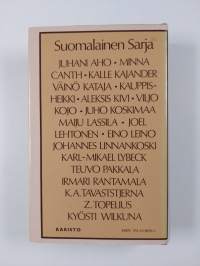 Suomalainen Sarja
JUHANI AHO • MINNA
CANTH • KALLE KAJANDER
VÄINÖ KATAJA • KAUPPIS-
HEIKKI • ALEKSIS KIVI • VILJO
KOJO • JUHO KOSKIMAA
MAIJU LASSILA • JOEL
LEHTONEN • EINO LEINO
JOHANNES LINNANKOSKI
KARL-MIKAEL LYBECK
TEUVO PAKKALA
IRMARI RANTAMALA
K.A. TAVASTSTJERNA
Z. TOPELIUS
KYÖSTI WILKUNA
KARISTO